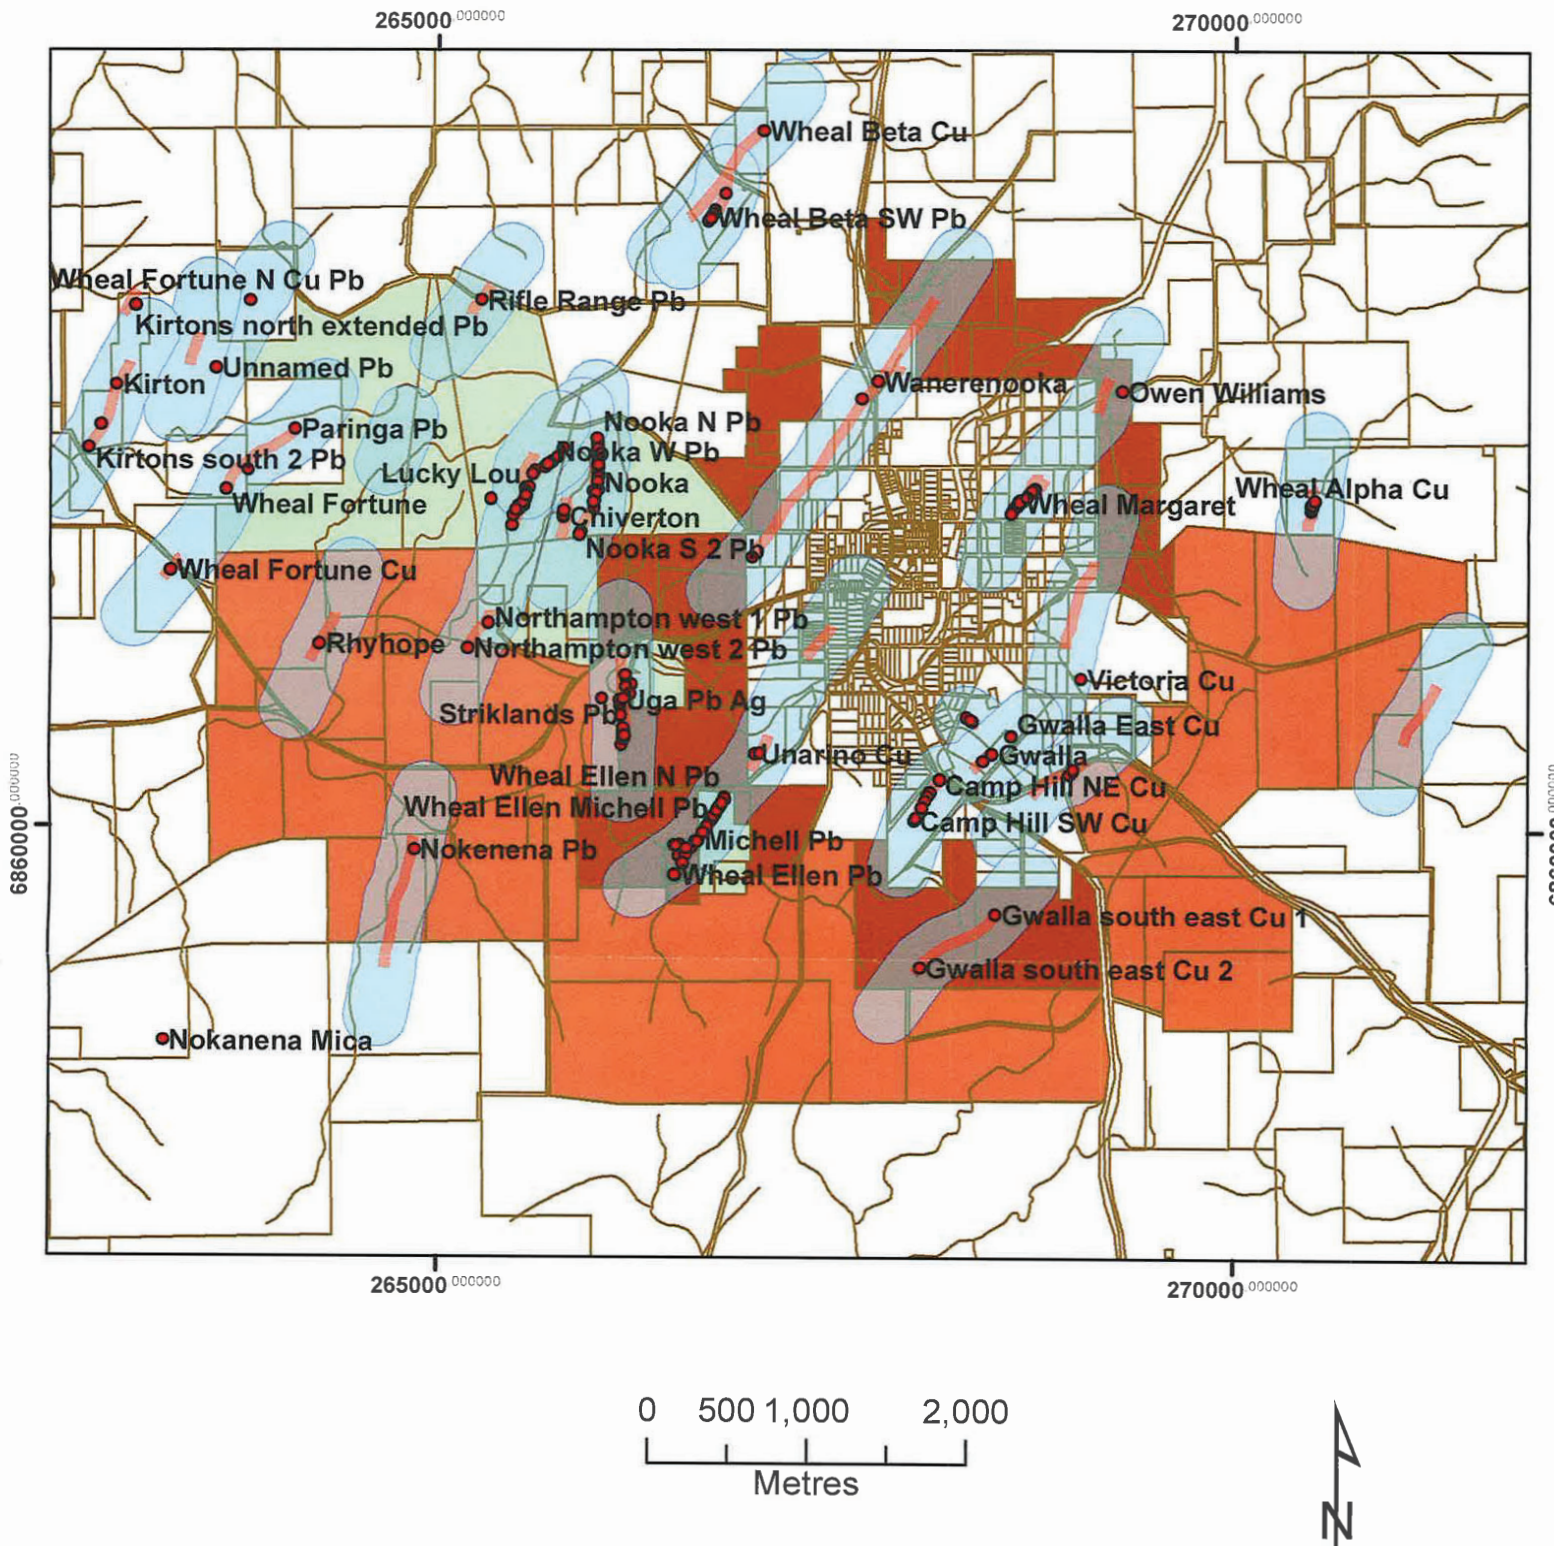 265000.000000
270000.000000
Wheal Beta Cu
Wheal Beta SW Pb
Wheal Fortune N Cu Pb
Rifle Range Pb
Kirtons north extended Pb
Unnamed Pb
Kirton
Wanerenooka
Owen Williams
Nooka N Pb
Paringa Pb
Nooka W Pb
Kirtons south 2 Pb
Lucky Lou
Nooka
Wheal Alpha Cu
Wheal Fortune
Wheal Margaret
Chiverton
Nooka S 2 Pb
Wheal Fortune Cu
Northampton west 1 Pb
Rhyhope
Northampton west 2 Pb
Victoria Cu
Uga Pb Ag
Striklands Pb
Gwalla East Cu
Unarino Cu
Gwalla
Wheal Ellen N Pb
Camp Hill NE Cu
Wheal Ellen Michell Pb
Camp Hill SW Cu
6860000.000000
Michell Pb
Nokenena Pb
Wheal Ellen Pb
Gwalla south east Cu 1
Gwalla south east Cu 2
Nokanena Mica
265000.000000
270000.000000
0 500 1,000 2,000
Metres
N